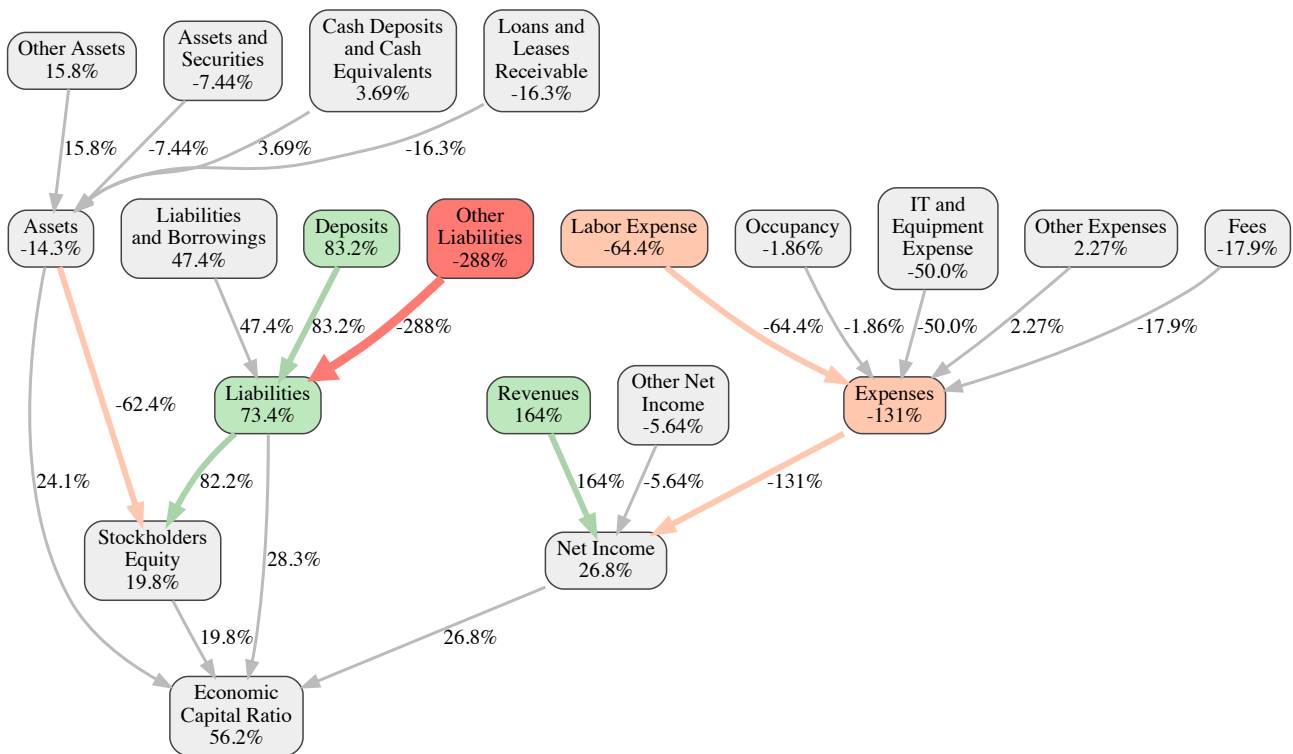 Other Assets
15.8%
Assets and
Securities
-7.44%
Cash Deposits
and Cash
Equivalents
3.69%
Loans and
Leases
Receivable
-16.3%
15.8%
-7.44%
3.69%
-16.3%
Assets
-14.3%
Liabilities
and Borrowings
47.4%
Deposits
83.2%
Other
Liabilities
-288%
Labor Expense
-64.4%
Occupancy
-1.86%
IT and
Equipment
Expense
-50.0%
Other Expenses
2.27%
Fees
-17.9%
47.4%
83.2%
-288%
-64.4%
-1.86%
-50.0%
2.27%
-17.9%
-62.4%
Liabilities
73.4%
Revenues
164%
Other Net
Income
-5.64%
Expenses
-131%
24.1%
82.2%
164%
-5.64%
-131%
Stockholders
Equity
19.8%
28.3%
Net Income
26.8%
19.8%
26.8%
Economic
Capital Ratio
56.2%